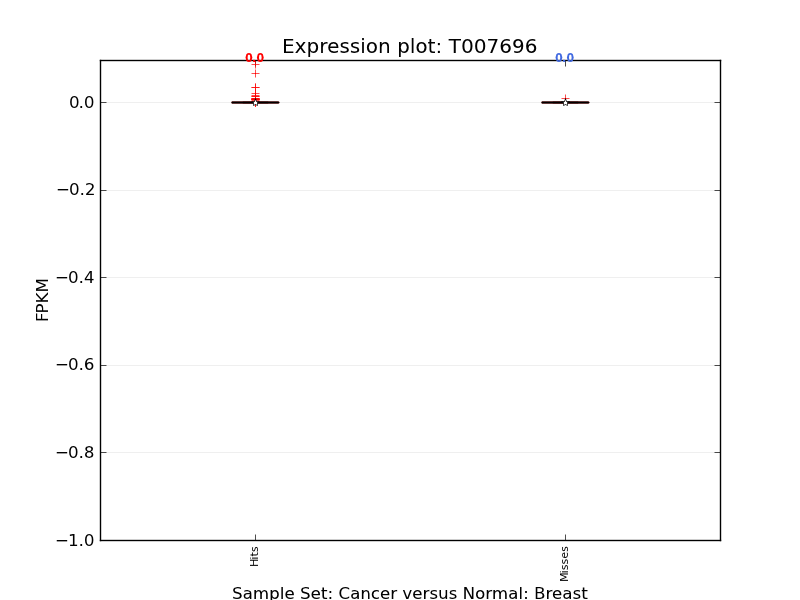 Expression plot: T007696
0.0 0.0
0.0
−0.2
−0.4
−0.6
−0.8
−1.0
FPKM
Hits Misses
Sample Set: Cancer versus Normal: Breast